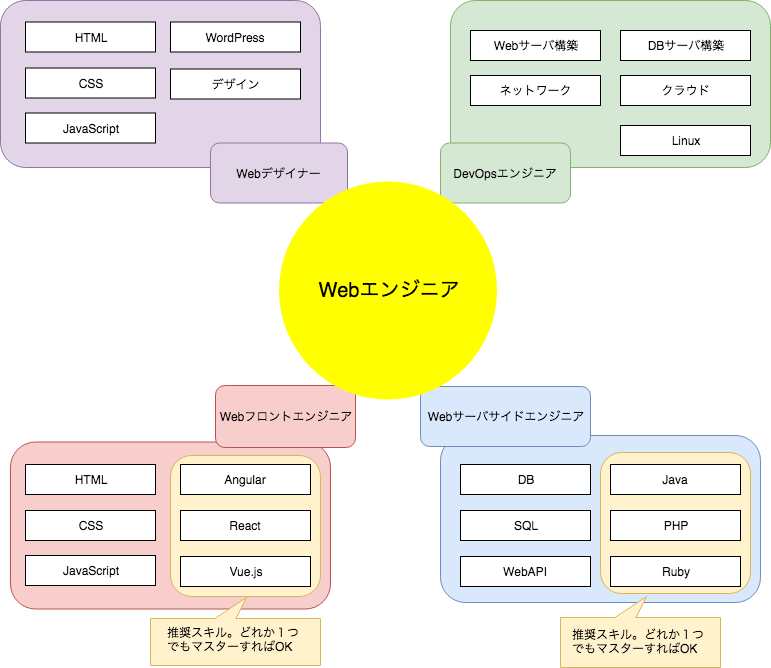 HTML
WordPress
CSS
デザイン
JavaScript
Webデザイナー
Webサーバ構築
DBサーバ構築
ネットワーク
クラウド
Linux
DevOpsエンジニア
Webエンジニア
Webフロントエンジニア
HTML
Angular
CSS
React
JavaScript
Vue.js
推奨スキル。どれか１つ
でもマスターすればOK
Webサーバサイドエンジニア
DB
Java
SQL
PHP
WebAPI
Ruby
推奨スキル。どれか１つ
でもマスターすればOK